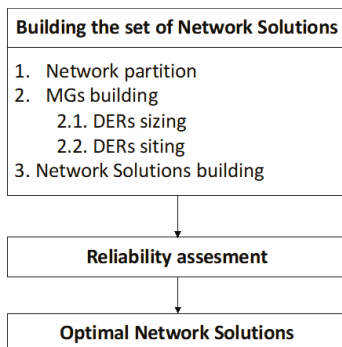 Building the set of Network Solutions
1. Network partition
2. MGs building
2.1. DERs sizing
2.2. DERs siting
3. Network Solutions building
Reliability assesment
Optimal Network Solutions